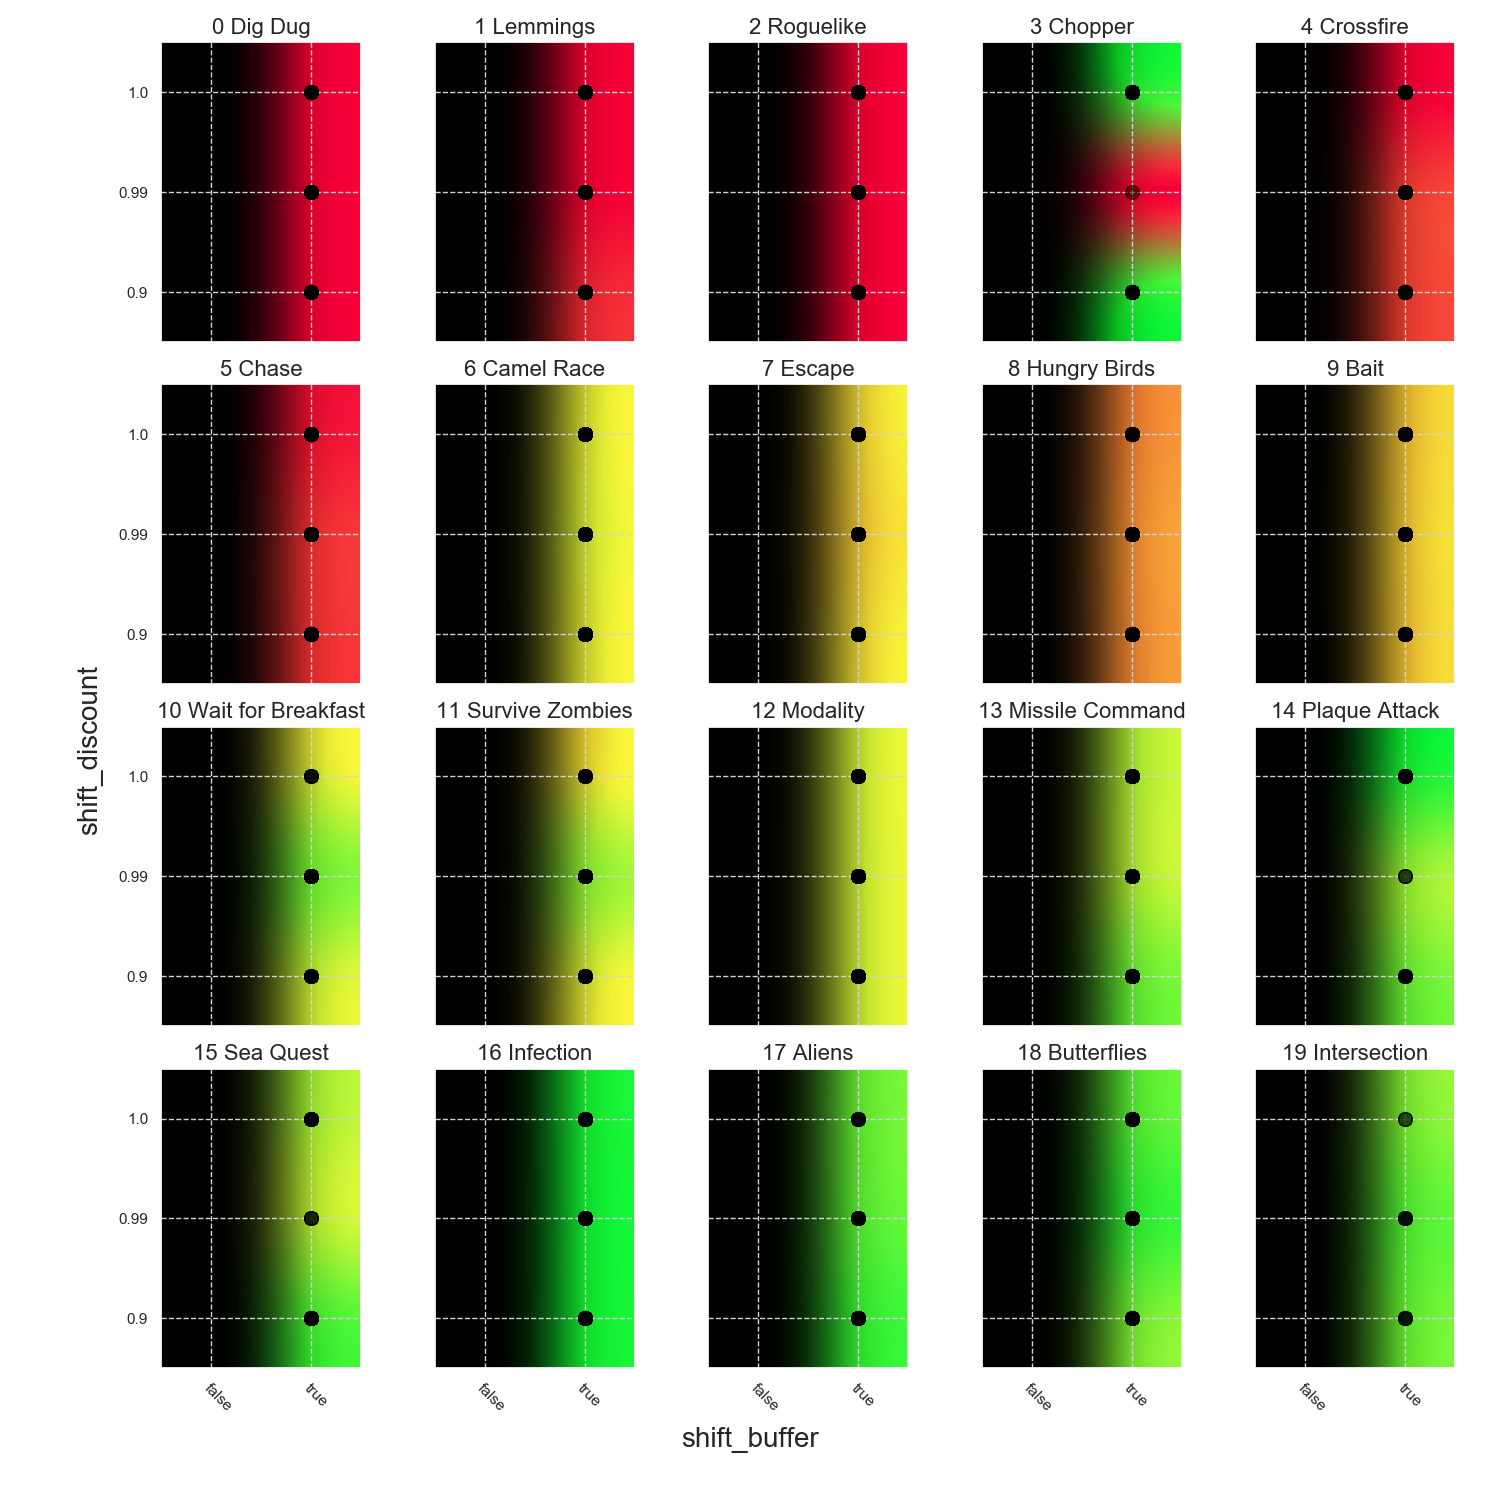 0 Dig Dug
1 Lemmings
2 Roguelike
3 Chopper
4 Crossfire
1.0
0.99
0.9
5 Chase
6 Camel Race
7 Escape
8 Hungry Birds
9 Bait
1.0
0.99
0.9
shift_discount
10 Wait for Breakfast
11 Survive Zombies
12 Modality
13 Missile Command
14 Plaque Attack
1.0
0.99
0.9
15 Sea Quest
16 Infection
17 Aliens
18 Butterflies
19 Intersection
1.0
0.99
0.9
false
true
false
true
false
true
false
true
false
true
shift_buffer